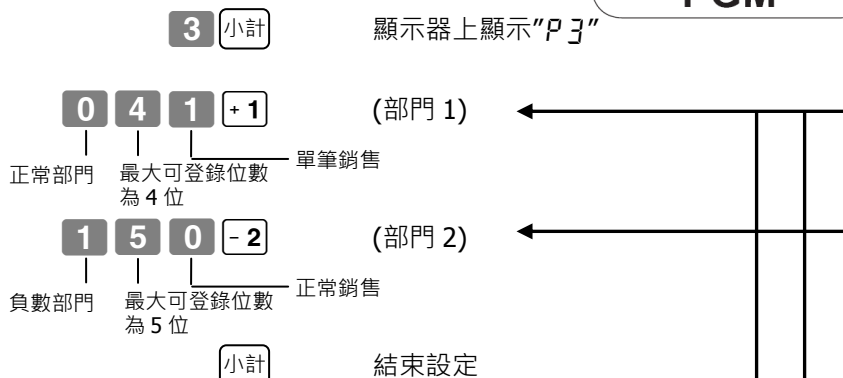 PGM
3 小計 顯示器上顯示"P 3"
0 4 1 + 1 (部門 1)
單筆銷售
正常部門 最大可登錄位數
為 4 位
1 5 0 - 2 (部門 2)
正常銷售
負數部門 最大可登錄位數
為 5 位
小計 結束設定